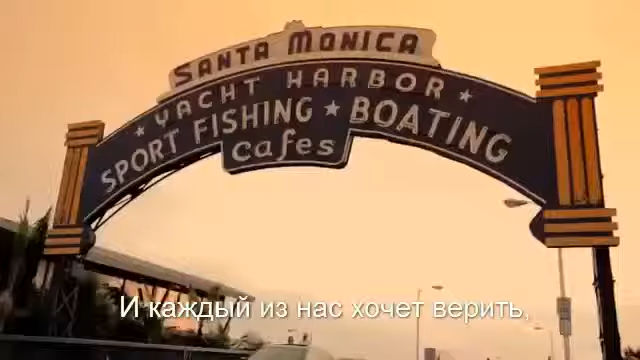 SANTA MONICA
★ YACHT HARBOR ★
SPORT FISHING ★ BOATING
cafes
И каждый из нас хочет верить,